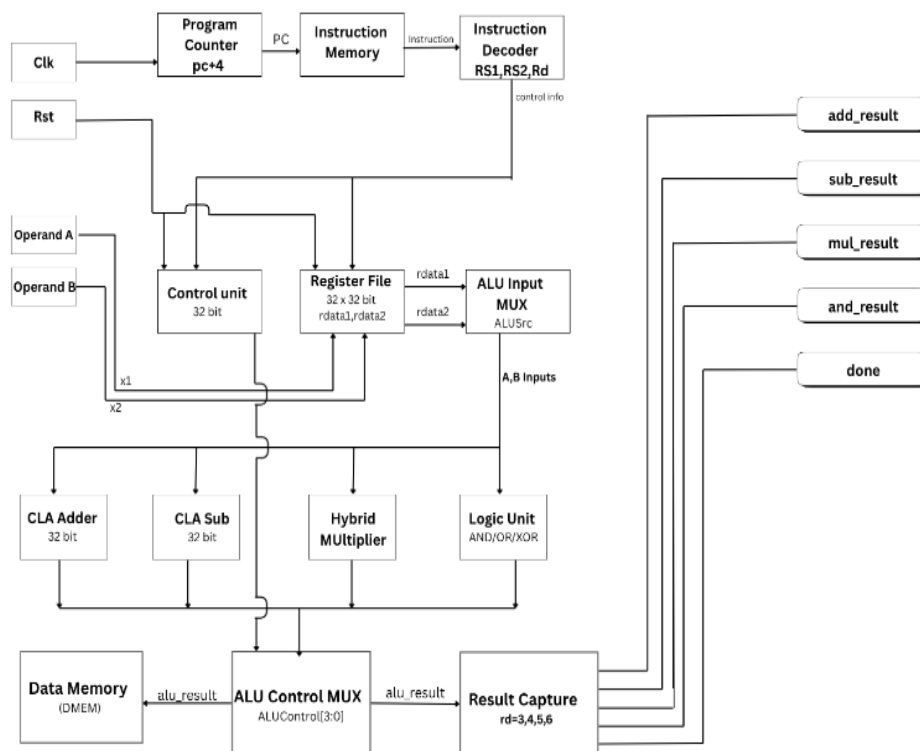 Program
Counter
pc+4
PC
Instruction
Memory
Instruction
Instruction
Decoder
RS1,RS2,Rd
Clk
control info
Rst
add_result
sub_result
mul_result
and_result
done
Operand A
Operand B
Control unit
32 bit
Register File
32 x 32 bit
rdata1,rdata2
rdata1
rdata2
ALU Input
MUX
ALUSrc
x1
x2
A,B Inputs
CLA Adder
32 bit
CLA Sub
32 bit
Hybrid
MUltiplier
Logic Unit
AND/OR/XOR
Data Memory
(DMEM)
alu_result
ALU Control MUX
ALUControl[3:0]
alu_result
Result Capture
rd=3,4,5,6